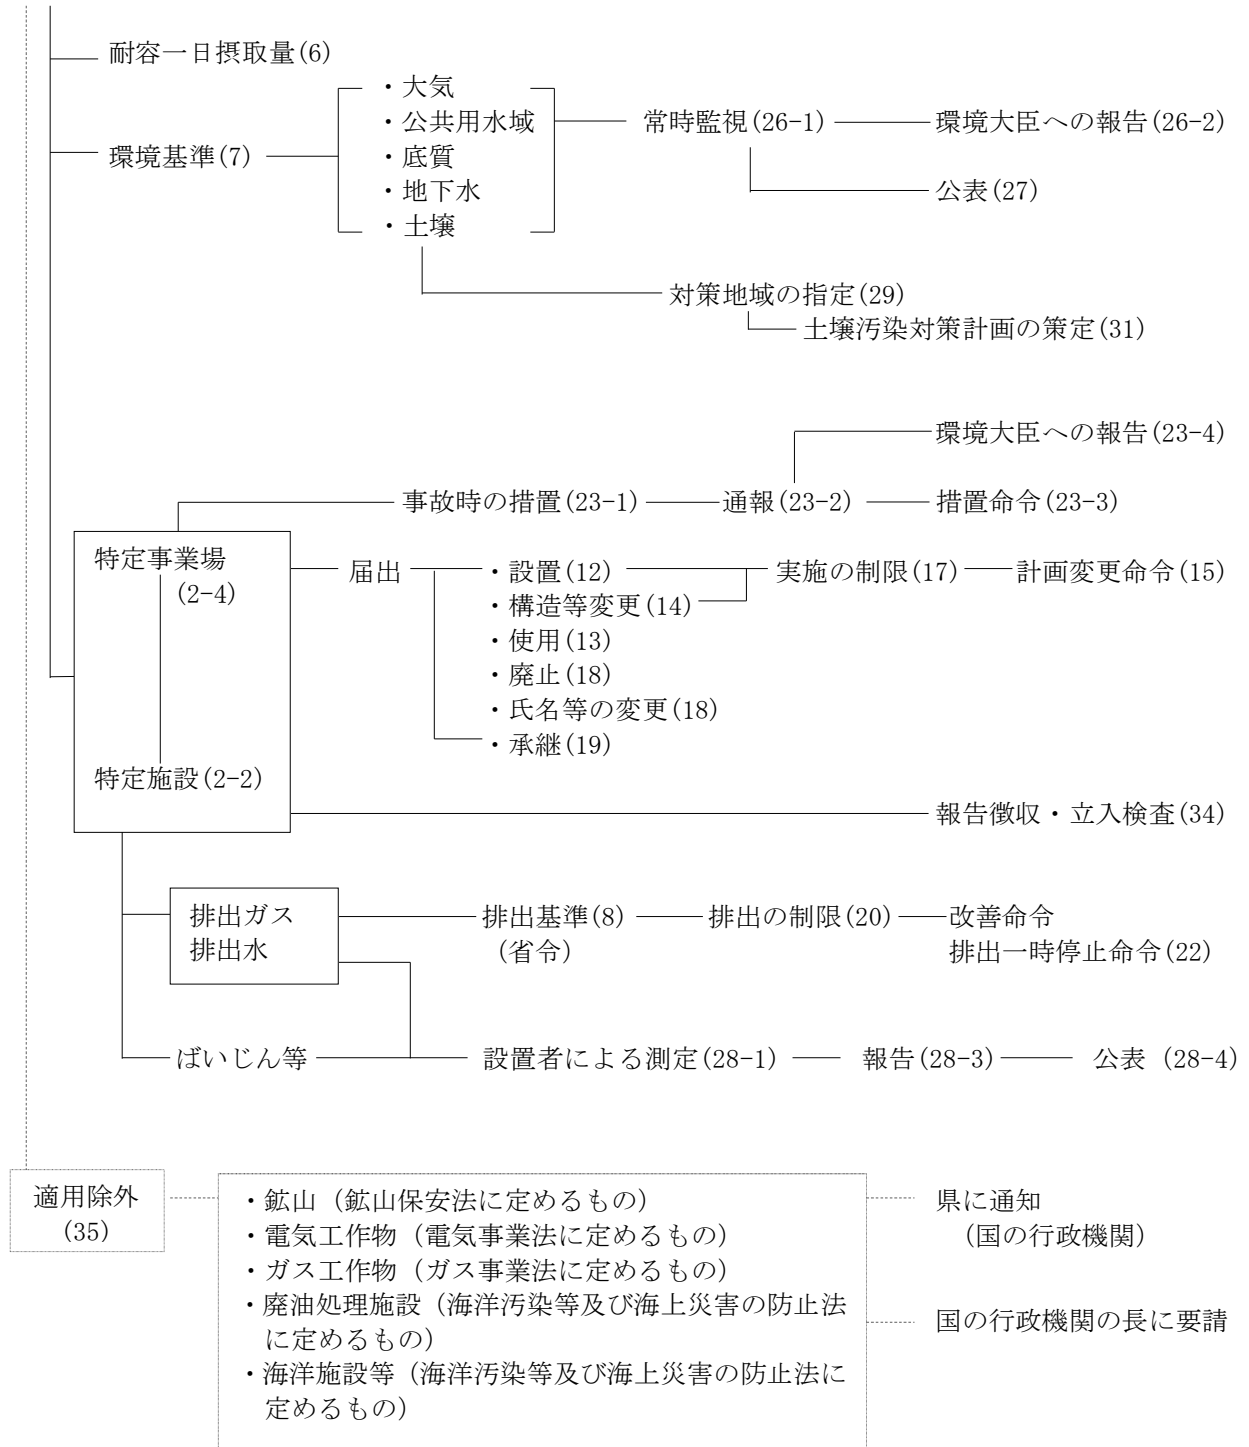 耐容一日摂取量(6)
環境基準(7)
・大気
・公共用水域
・底質
・地下水
・土壌
常時監視(26-1)
環境大臣への報告(26-2)
公表(27)
対策地域の指定(29)
土壌汚染対策計画の策定(31)
環境大臣への報告(23-4)
事故時の措置(23-1)
通報(23-2)
措置命令(23-3)
特定事業場
(2-4)
特定施設(2-2)
届出
・設置(12)
・構造等変更(14)
・使用(13)
・廃止(18)
・氏名等の変更(18)
・承継(19)
実施の制限(17)
計画変更命令(15)
報告徴収・立入検査(34)
排出ガス
排出水
排出基準(8)
(省令)
排出の制限(20)
改善命令
排出一時停止命令(22)
ばいじん等
設置者による測定(28-1)
報告(28-3)
公表 (28-4)
適用除外
(35)
・鉱山（鉱山保安法に定めるもの）
・電気工作物（電気事業法に定めるもの）
・ガス工作物（ガス事業法に定めるもの）
・廃油処理施設（海洋汚染等及び海上災害の防止法
に定めるもの）
・海洋施設等（海洋汚染等及び海上災害の防止法に
定めるもの）
県に通知
（国の行政機関）
国の行政機関の長に要請